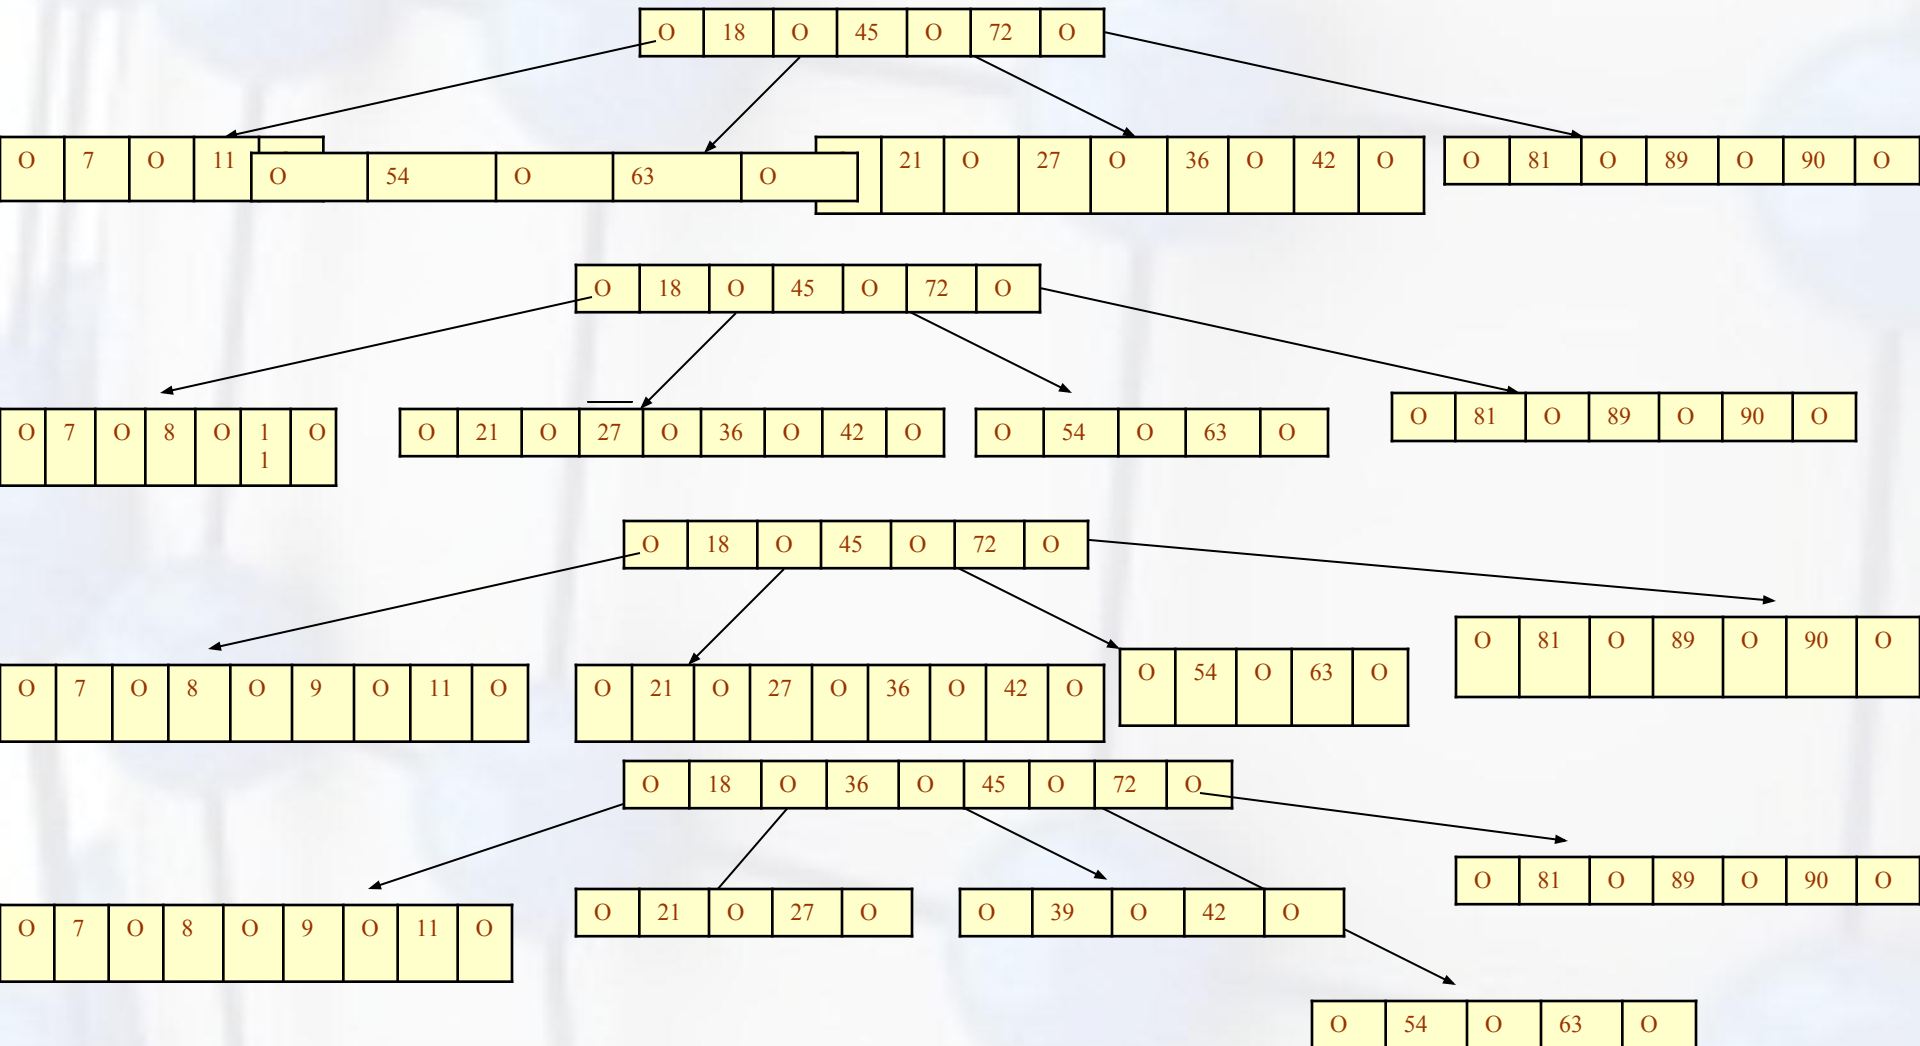 O 18 O 45 O 72 O
O 7 O 11
O 54 O 63 O
21 O 27 O 36 O 42 O
O 81 O 89 O 90 O
O 18 O 45 O 72 O
O 7 O 8 O 1 O
1
O 21 O 27 O 36 O 42 O
O 54 O 63 O
O 81 O 89 O 90 O
O 18 O 45 O 72 O
O 7 O 8 O 9 O 11 O
O 21 O 27 O 36 O 42 O
O 54 O 63 O
O 81 O 89 O 90 O
O 18 O 36 O 45 O 72 O
O 7 O 8 O 9 O 11 O
O 21 O 27 O
O 39 O 42 O
O 81 O 89 O 90 O
O 54 O 63 O